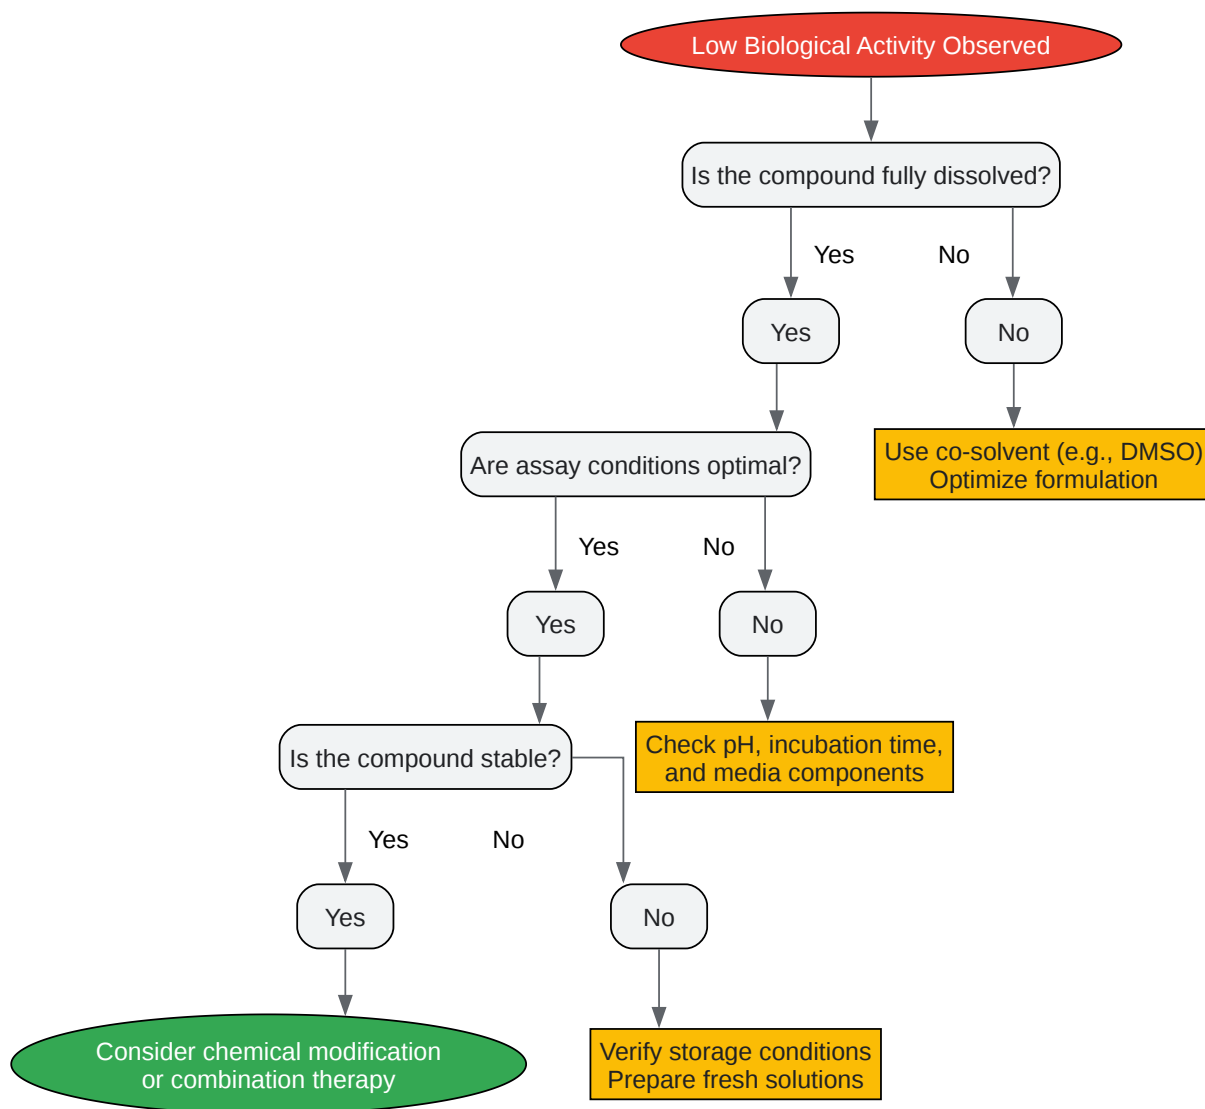 Low Biological Activity Observed
Is the compound fully dissolved?
Yes
No
Yes
No
Use co-solvent (e.g., DMSO)
Optimize formulation
Are assay conditions optimal?
Yes
No
Yes
No
Check pH, incubation time,
and media components
Is the compound stable?
Yes
No
Yes
No
Consider chemical modification
or combination therapy
Verify storage conditions
Prepare fresh solutions